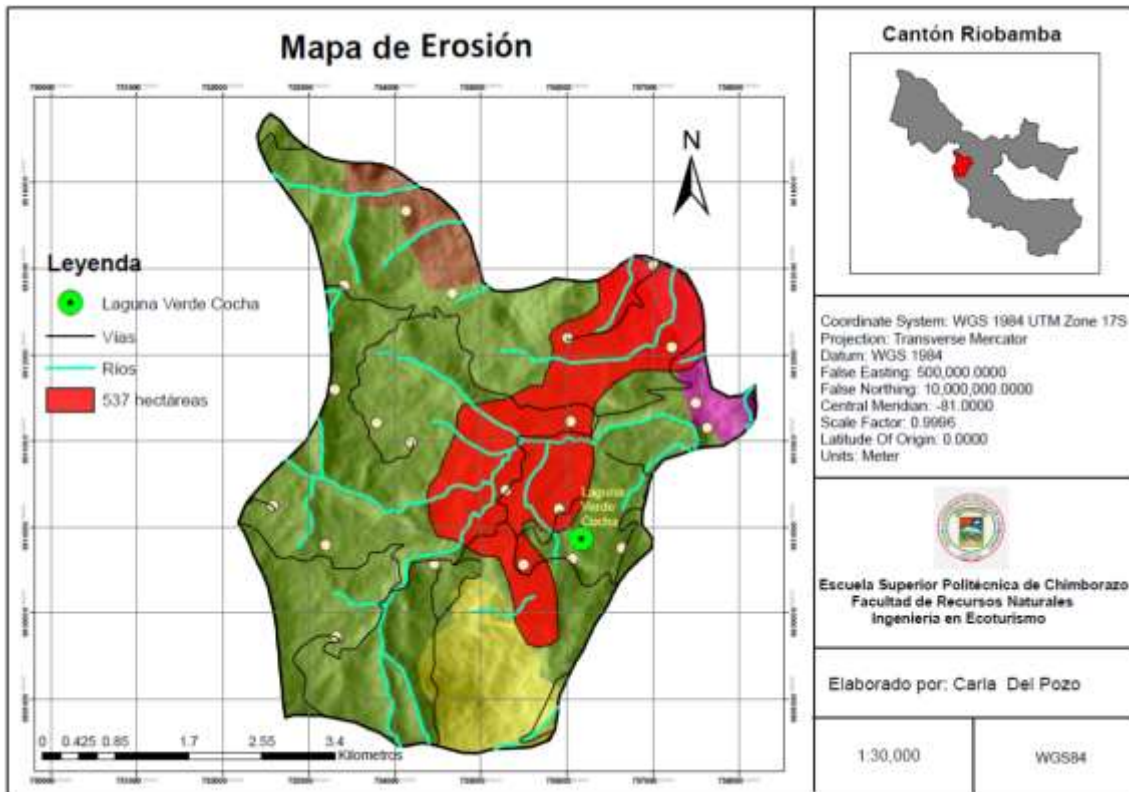 Mapa de Erosión
N
Leyenda
Laguna Verde Cocha
Vías
Ríos
537 hectáreas
Laguna
Verde
Cocha
0 0.425 0.85 1.7 2.55 3.4
Kilometros
Cantón Riobamba
Coordinate System: WGS 1984 UTM Zone 17S
Projection: Transverse Mercator
Datum: WGS 1984
False Easting: 500,000.0000
False Northing: 10,000,000.0000
Central Meridian: -81.0000
Scale Factor: 0.9996
Latitude Of Origin: 0.0000
Units: Meter
Escuela Superior Politécnica de Chimborazo
Facultad de Recursos Naturales
Ingeniería en Ecoturismo
Elaborado por: Carla Del Pozo
1:30,000
WGS84